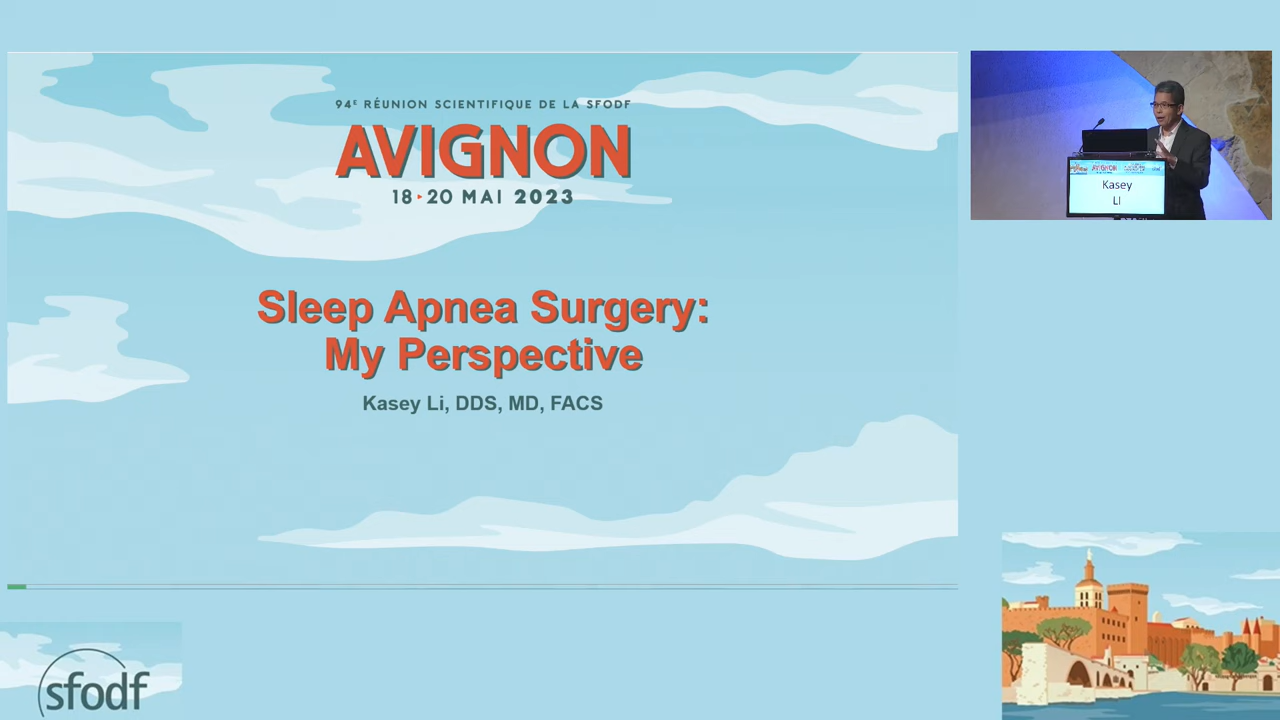 94E RÉUNION SCIENTIFIQUE DE LA SFODF
AVIGNON
18 ▸ 20 MAI 2023
Sleep Apnea Surgery:
My Perspective
Kasey Li, DDS, MD, FACS
Kasey
LI
sfodf